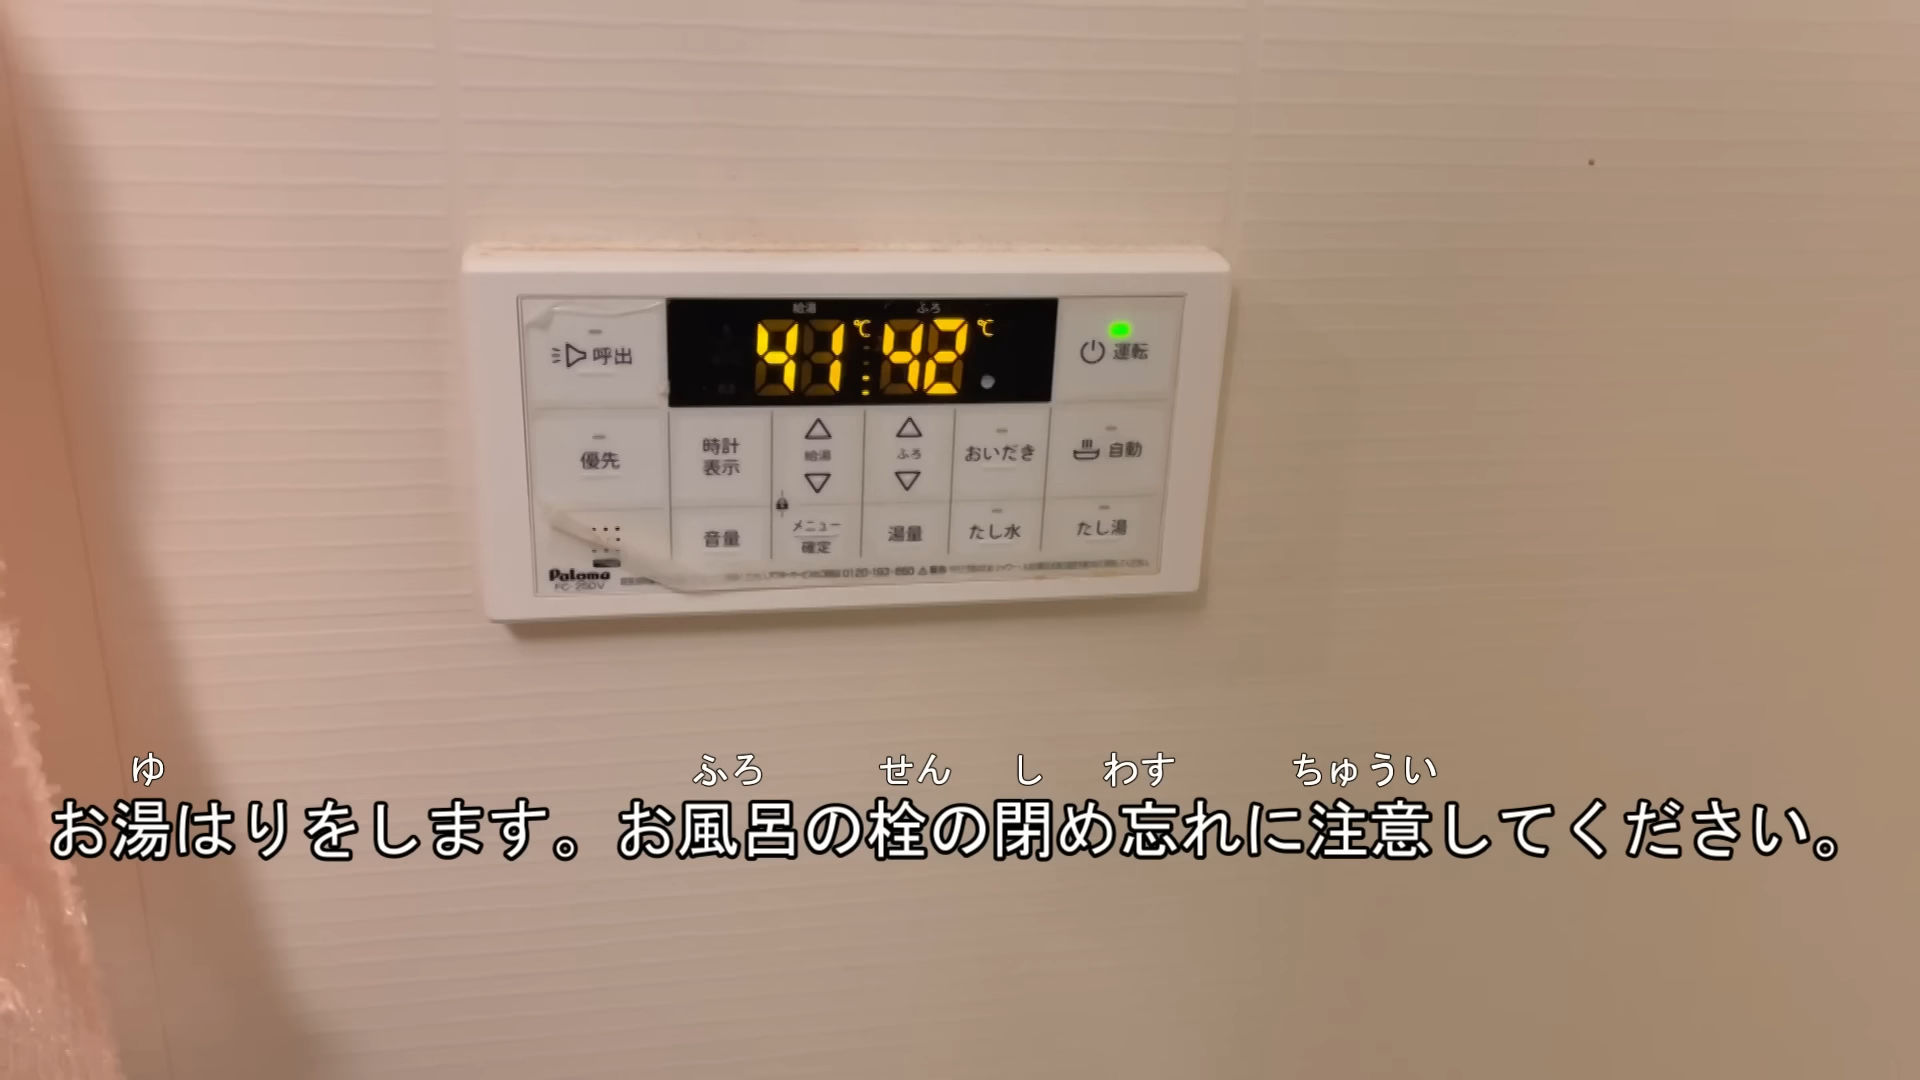 給湯 ふろ
41℃ 42℃
呼出
運転
優先
時計
表示
給湯
ふろ
おいだき
自動
音量
メニュー
確定
湯量
たし水
たし湯
Paloma
FC-250V
ゆ ふろ せん し わす ちゅうい
お湯はりをします。お風呂の栓の閉め忘れに注意してください。